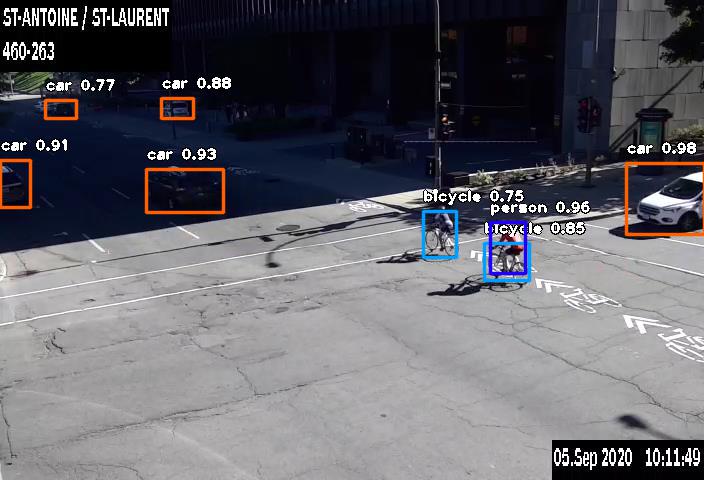 ST-ANTOINE / ST-LAURENT
460-263
car 0.77
car 0.88
car 0.91
car 0.93
car 0.98
bicycle 0.75
person 0.96
bicycle 0.85
05.Sep 2020 10:11:49